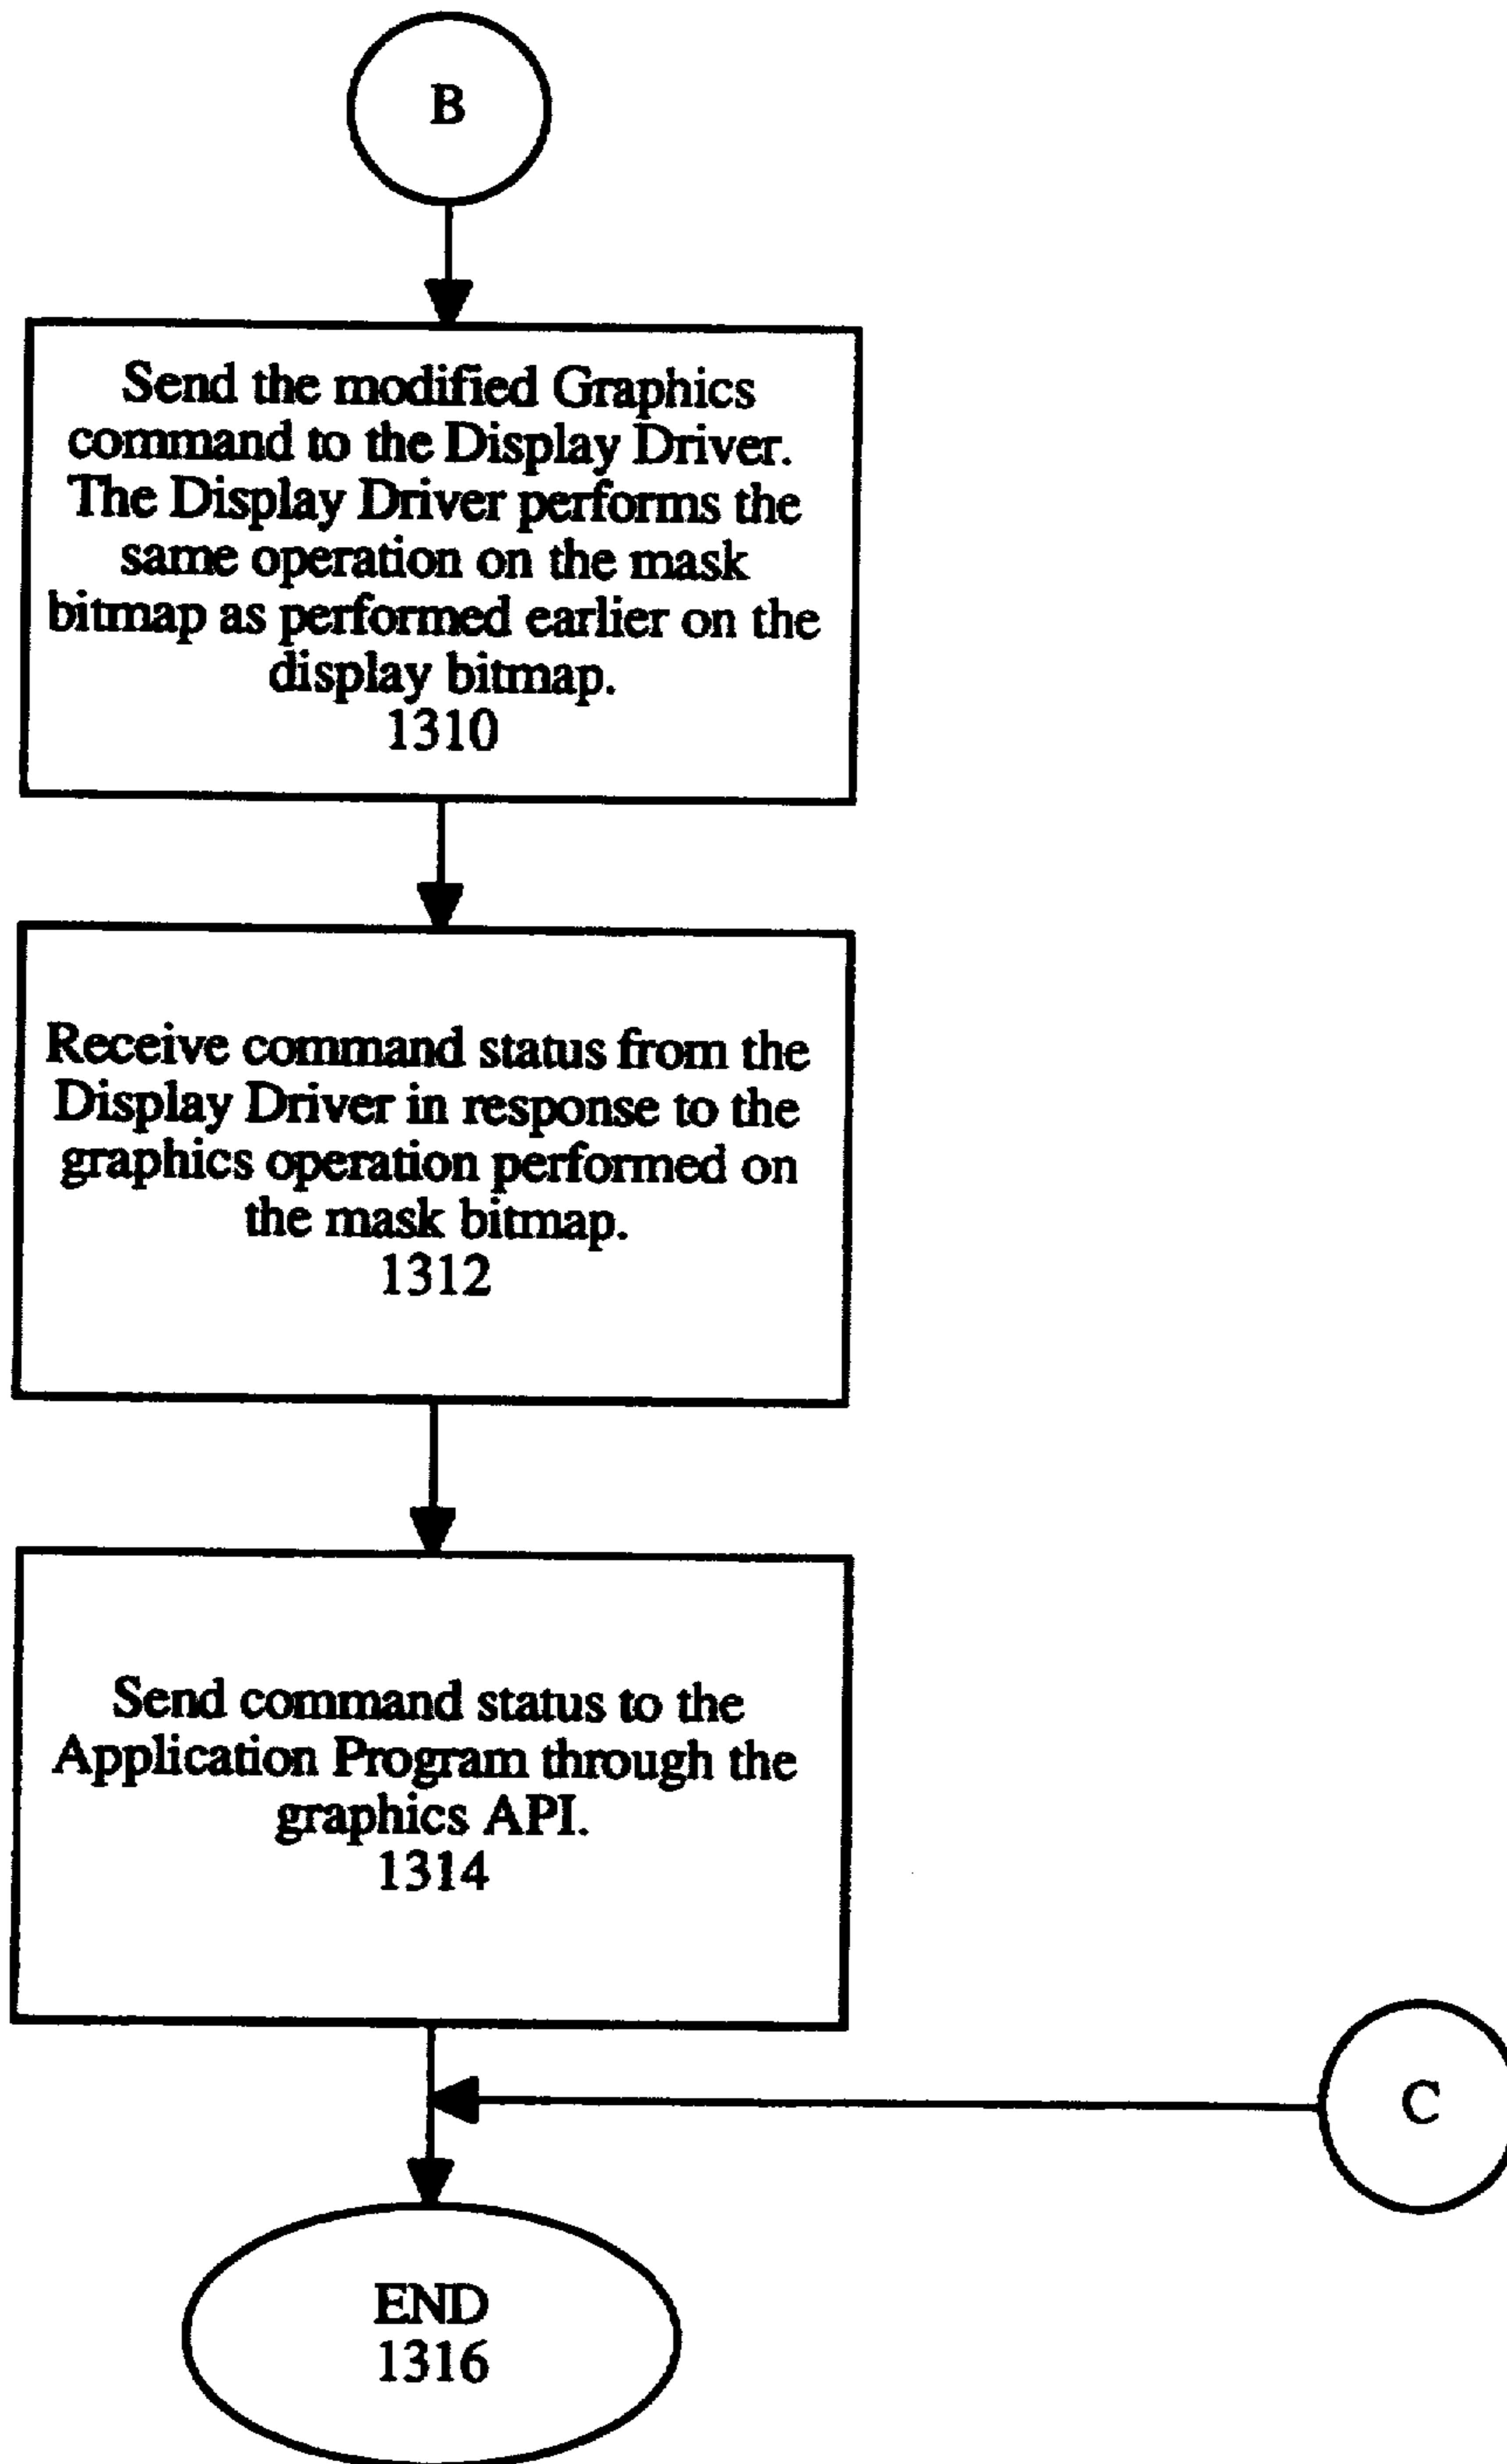 B
Send the modified Graphics
command to the Display Driver.
The Display Driver performs the
same operation on the mask
bitmap as performed earlier on the
display bitmap.
1310
Receive command status from the
Display Driver in response to the
graphics operation performed on
the mask bitmap.
1312
Send command status to the
Application Program through the
graphics API.
1314
C
END
1316